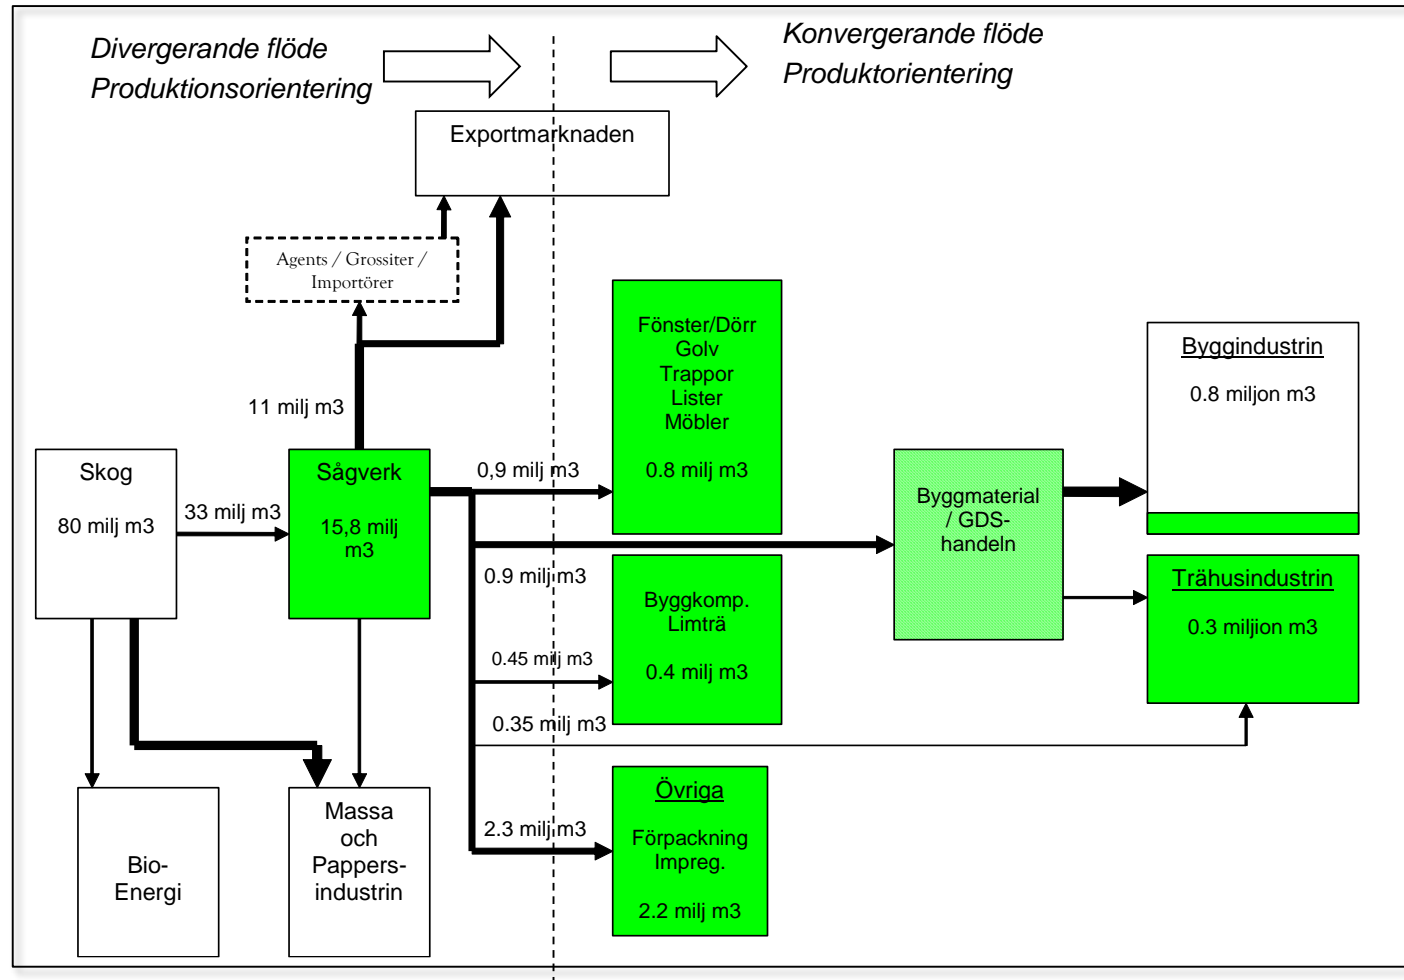 Divergerande flöde
Produktionsorientering
Konvergerande flöde
Produktorientering
Exportmarknaden
Agents / Grossiter /
Importörer
11 milj m3
Skog
80 milj m3
33 milj m3
Sågverk
15,8 milj
m3
0,9 milj m3
Fönster/Dörr
Golv
Trappor
Lister
Möbler
0.8 milj m3
0.9 milj m3
Byggmaterial
/ GDS-
handeln
Byggindustrin
0.8 miljon m3
Trähusindustrin
0.3 miljion m3
Byggkomp.
Limträ
0.4 milj m3
0.45 milj m3
0.35 milj m3
2.3 milj m3
Övriga
Förpackning
Impreg.
2.2 milj m3
Bio-
Energi
Massa
och
Pappers-
industrin